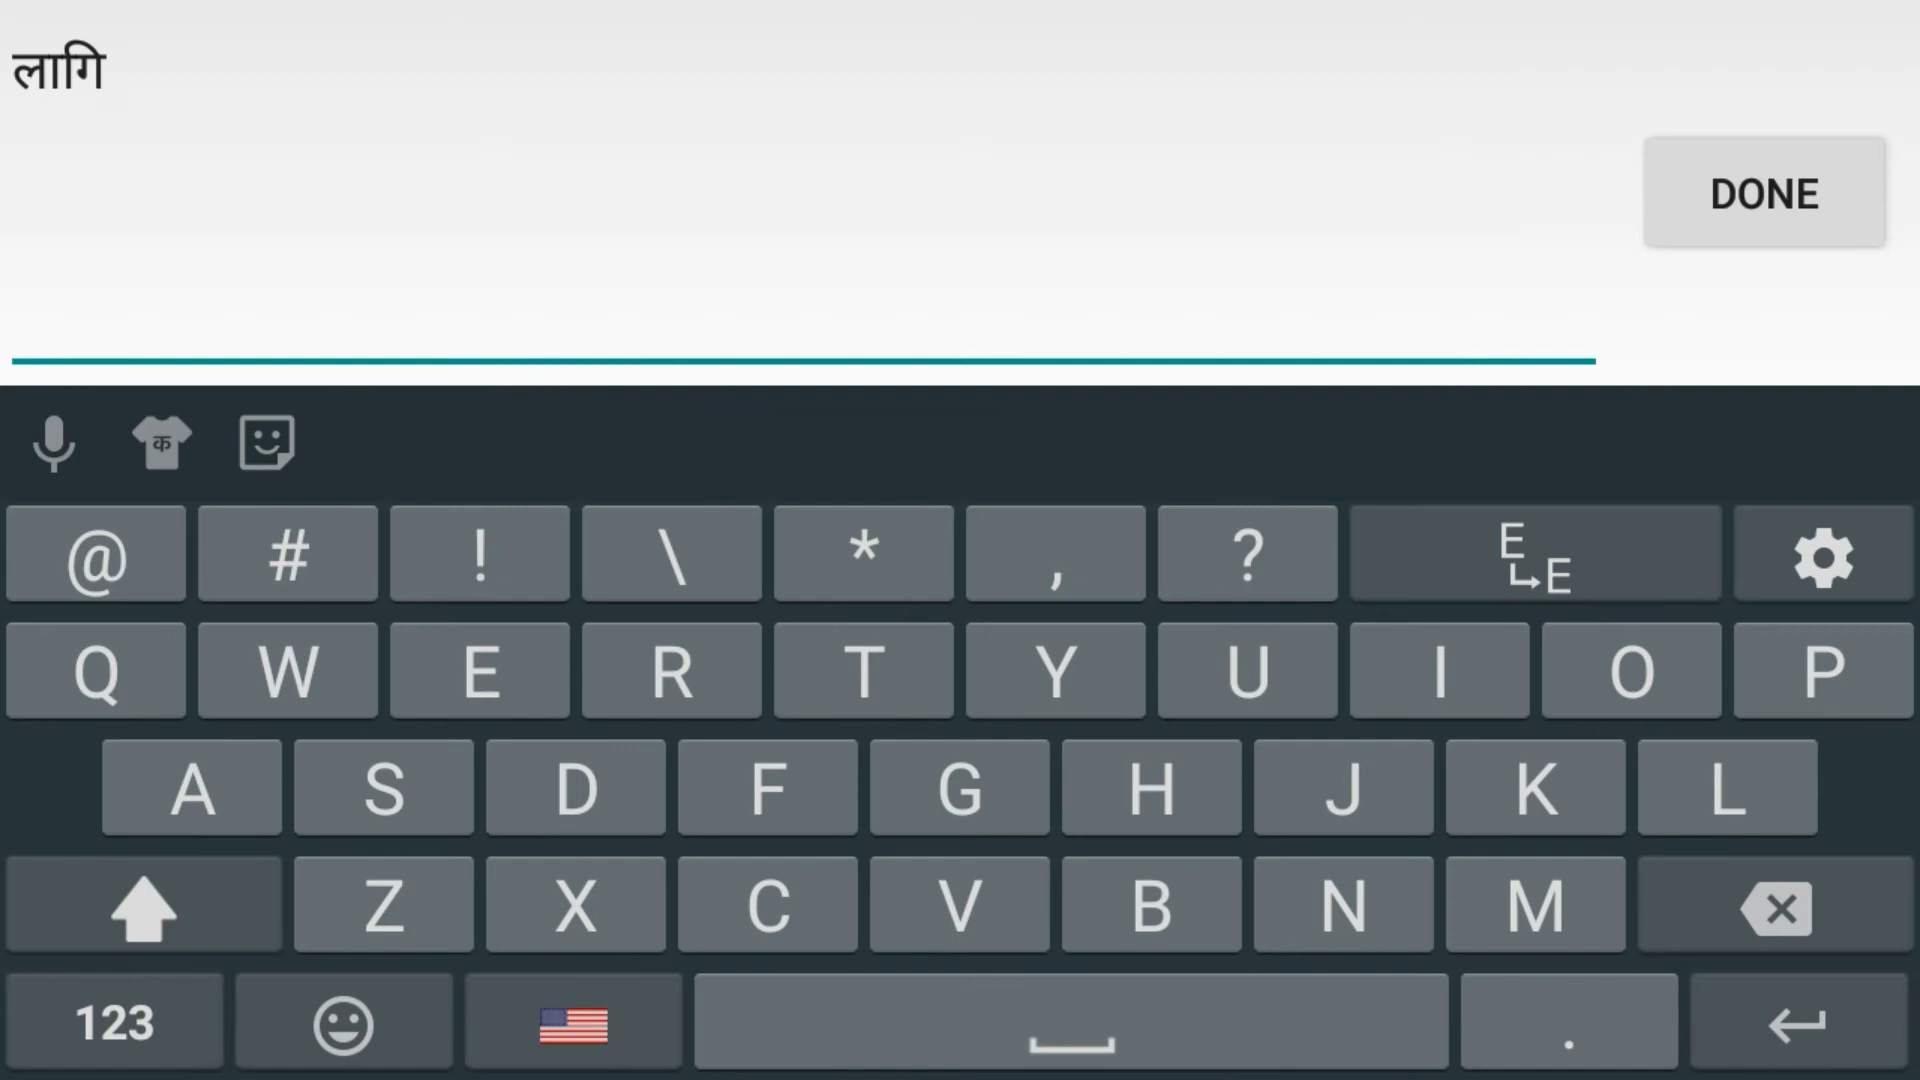 लागि
DONE
क
@ # ! \ * , ? E E
Q W E R T Y U I O P
A S D F G H J K L
Z X C V B N M
123 .